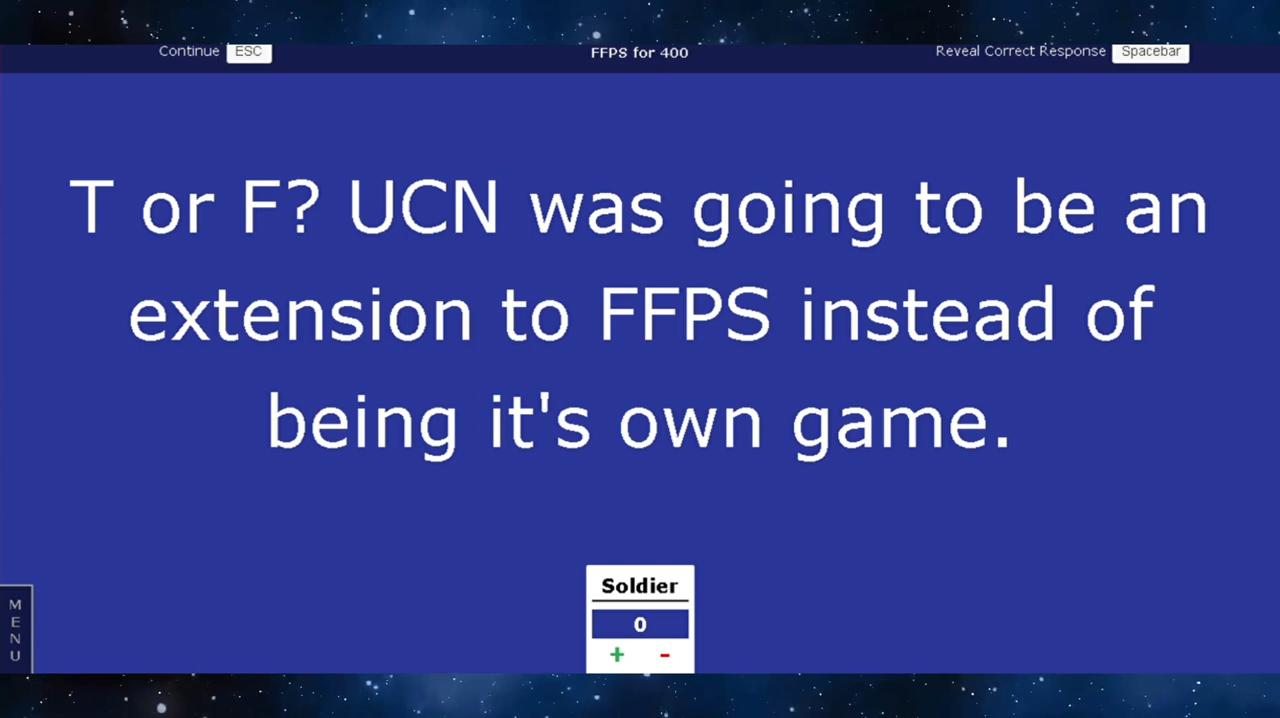 Continue ESC
FFPS for 400
Reveal Correct Response Spacebar
T or F? UCN was going to be an
extension to FFPS instead of
being it's own game.
MENU
Soldier
0
+ -